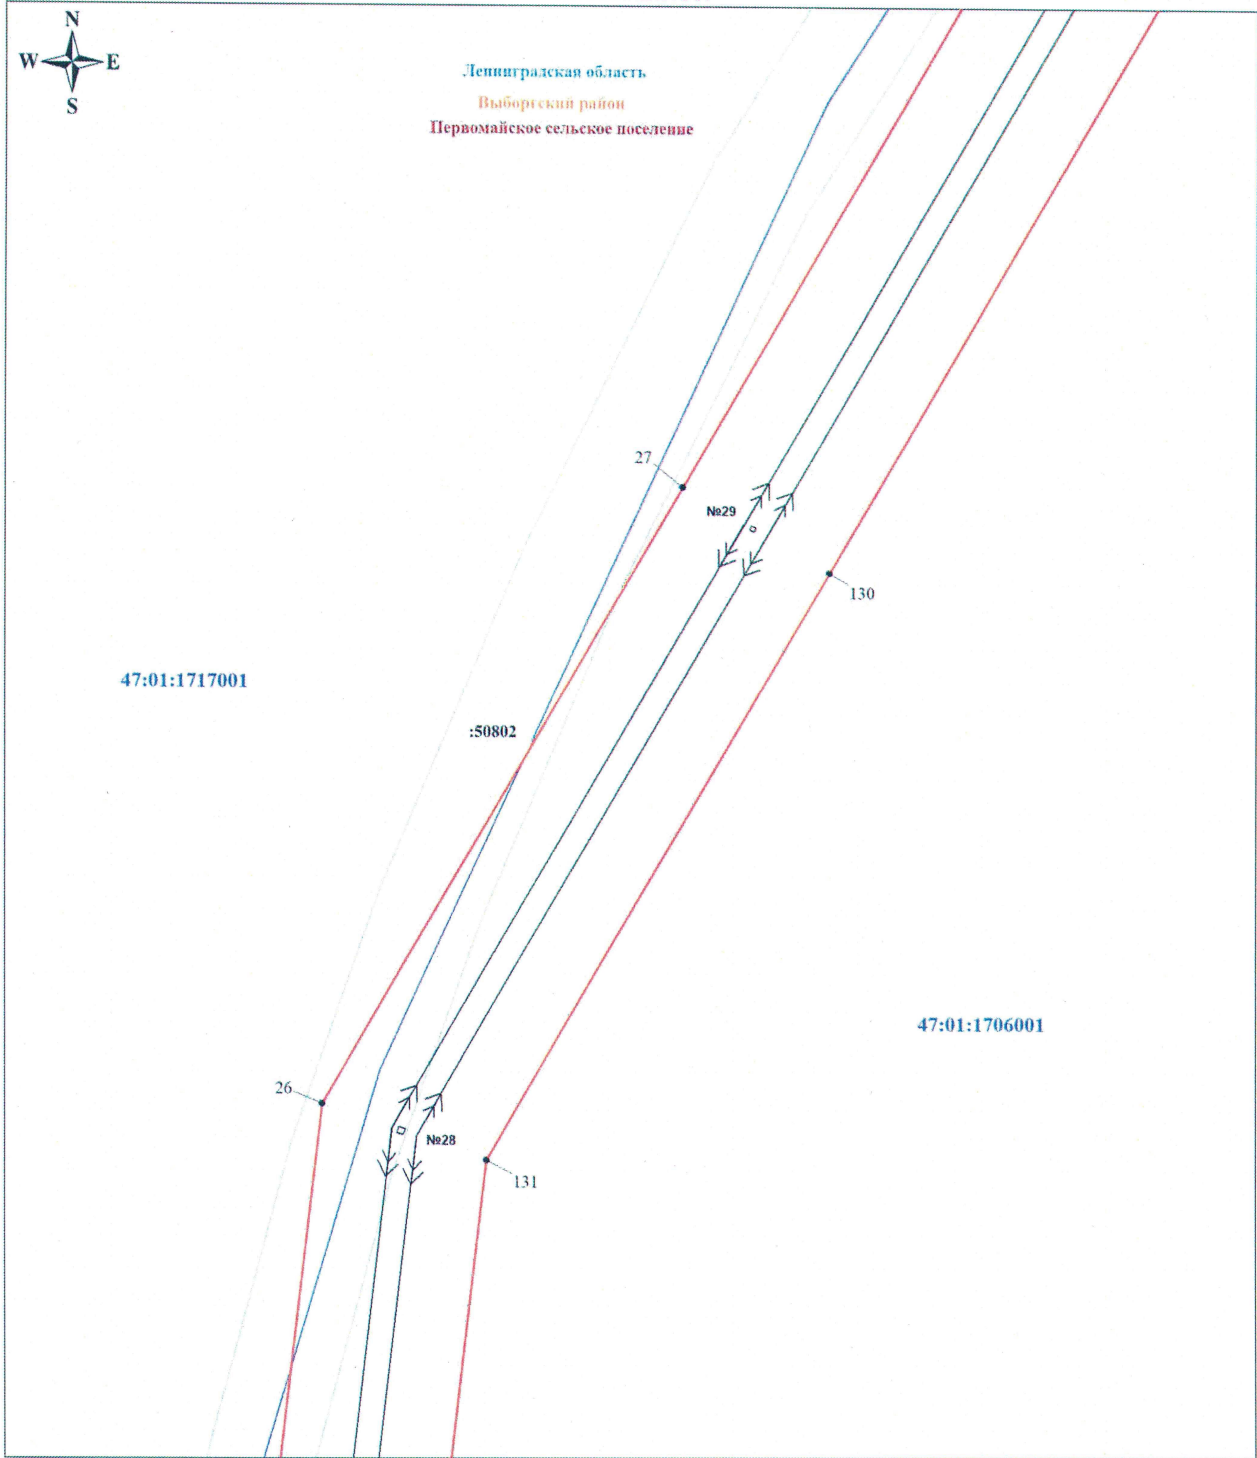 N
W E
S
Ленинградская область
Выборгский район
Первомайское сельское поселение
27
№29
130
47:01:1717001
:50802
47:01:1706001
26
№28
131